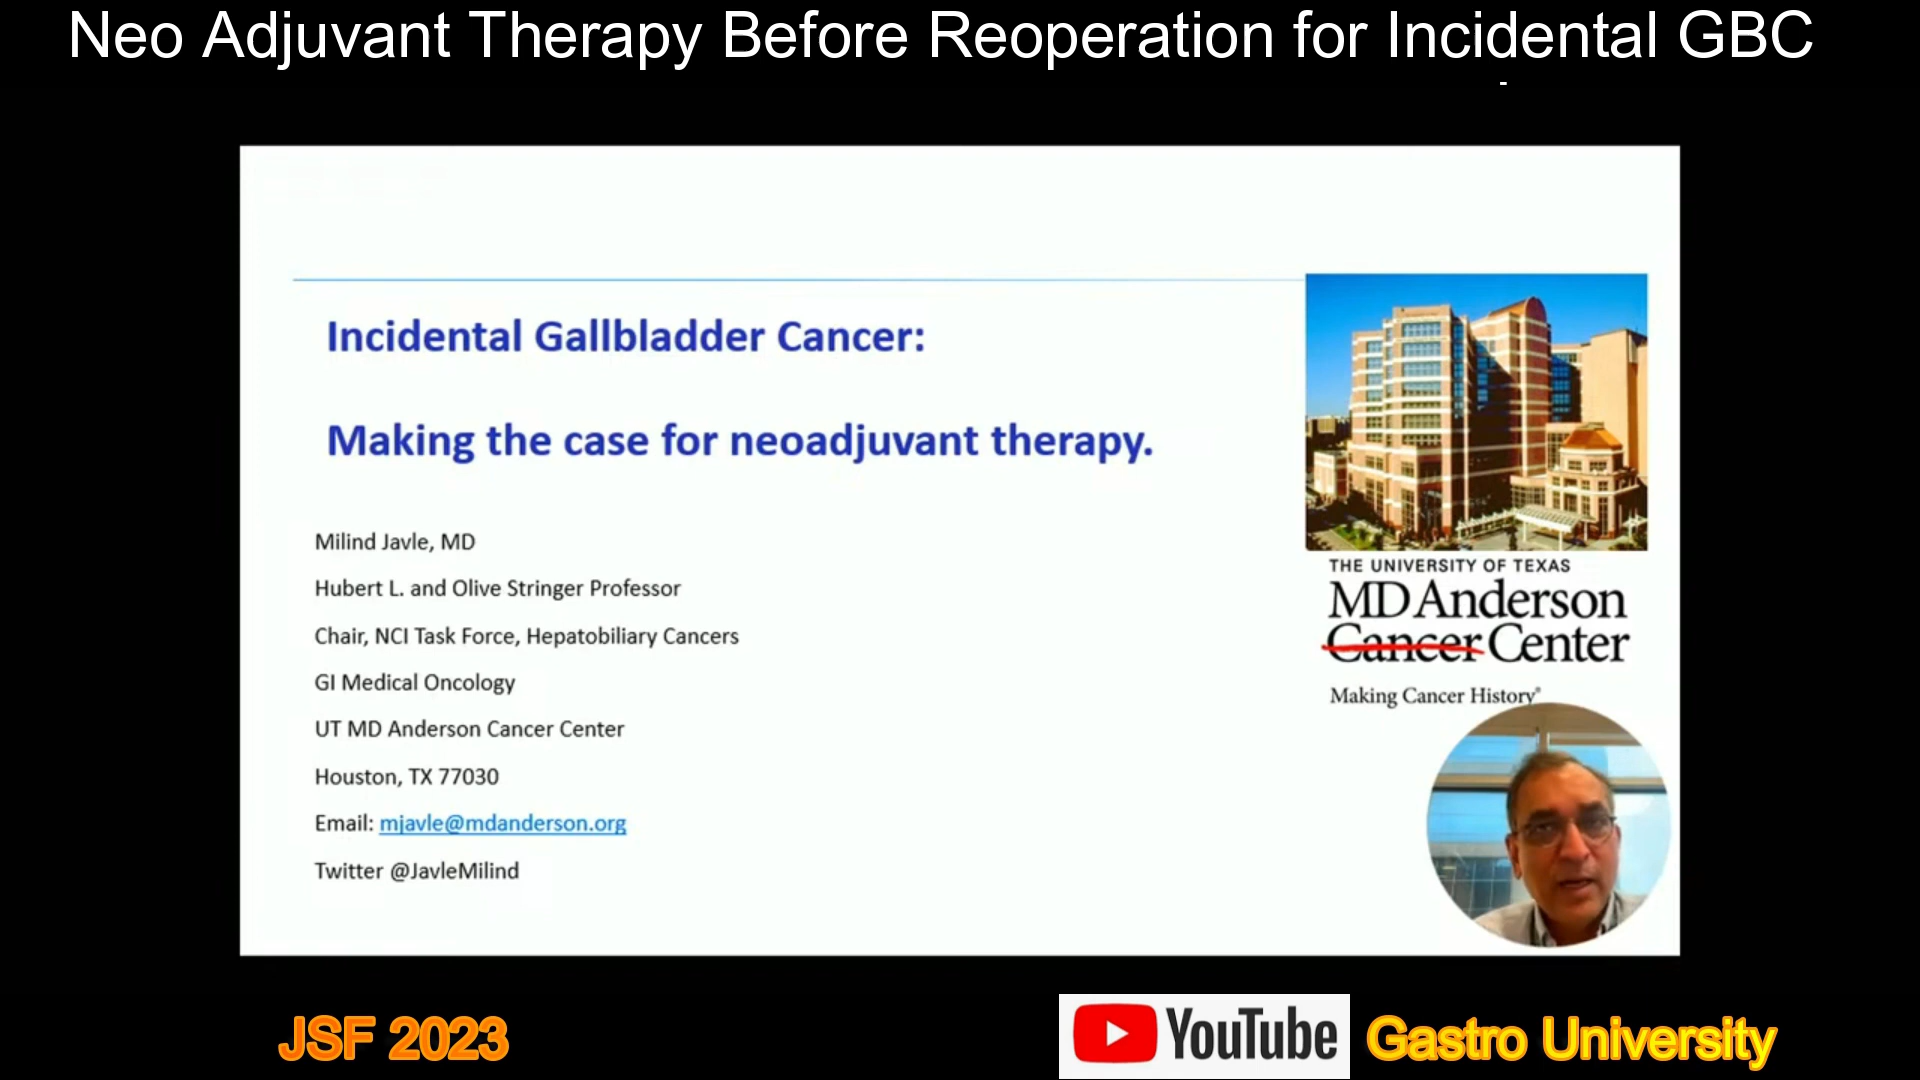 Neo Adjuvant Therapy Before Reoperation for Incidental GBC
Incidental Gallbladder Cancer:
Making the case for neoadjuvant therapy.
Milind Javle, MD
Hubert L. and Olive Stringer Professor
Chair, NCI Task Force, Hepatobiliary Cancers
GI Medical Oncology
UT MD Anderson Cancer Center
Houston, TX 77030
Email: mjavle@mdanderson.org
Twitter @JavleMilind
THE UNIVERSITY OF TEXAS
MD Anderson
Cancer Center
Making Cancer History®
JSF 2023
YouTube
Gastro University